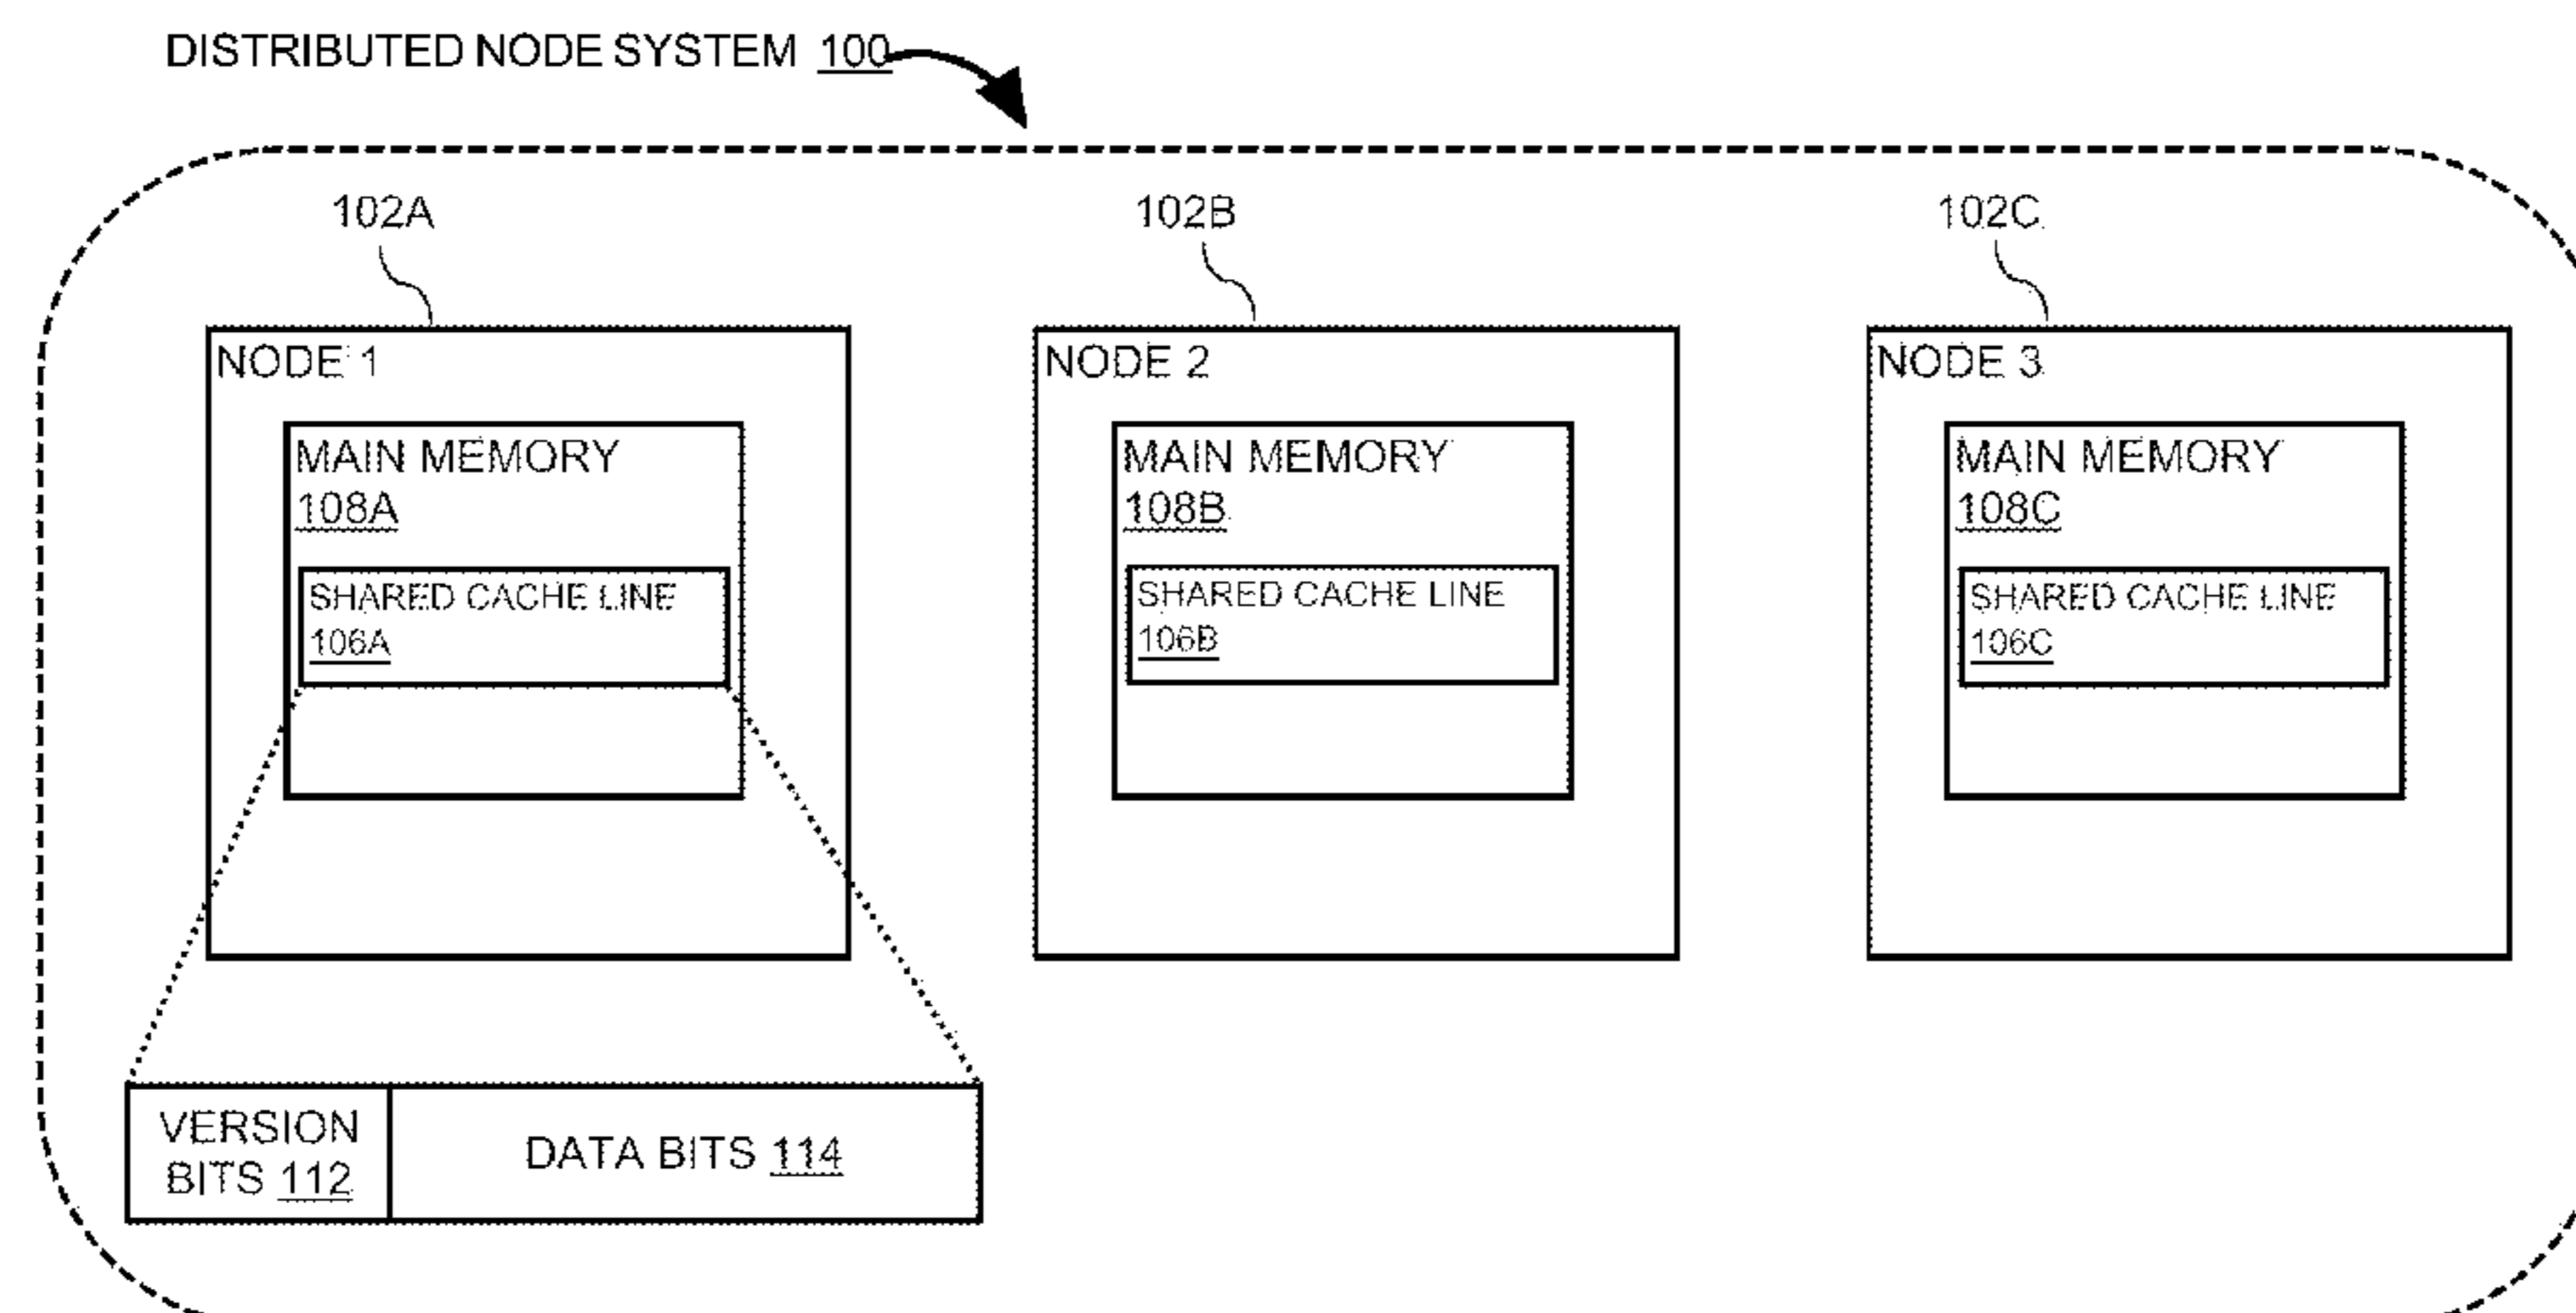 DISTRIBUTED NODE SYSTEM 100
102A
102B
102C
NODE 1
MAIN MEMORY
108A
SHARED CACHE LINE
106A
NODE 2
MAIN MEMORY
108B
SHARED CACHE LINE
106B
NODE 3
MAIN MEMORY
108C
SHARED CACHE LINE
106C
VERSION
BITS 112
DATA BITS 114